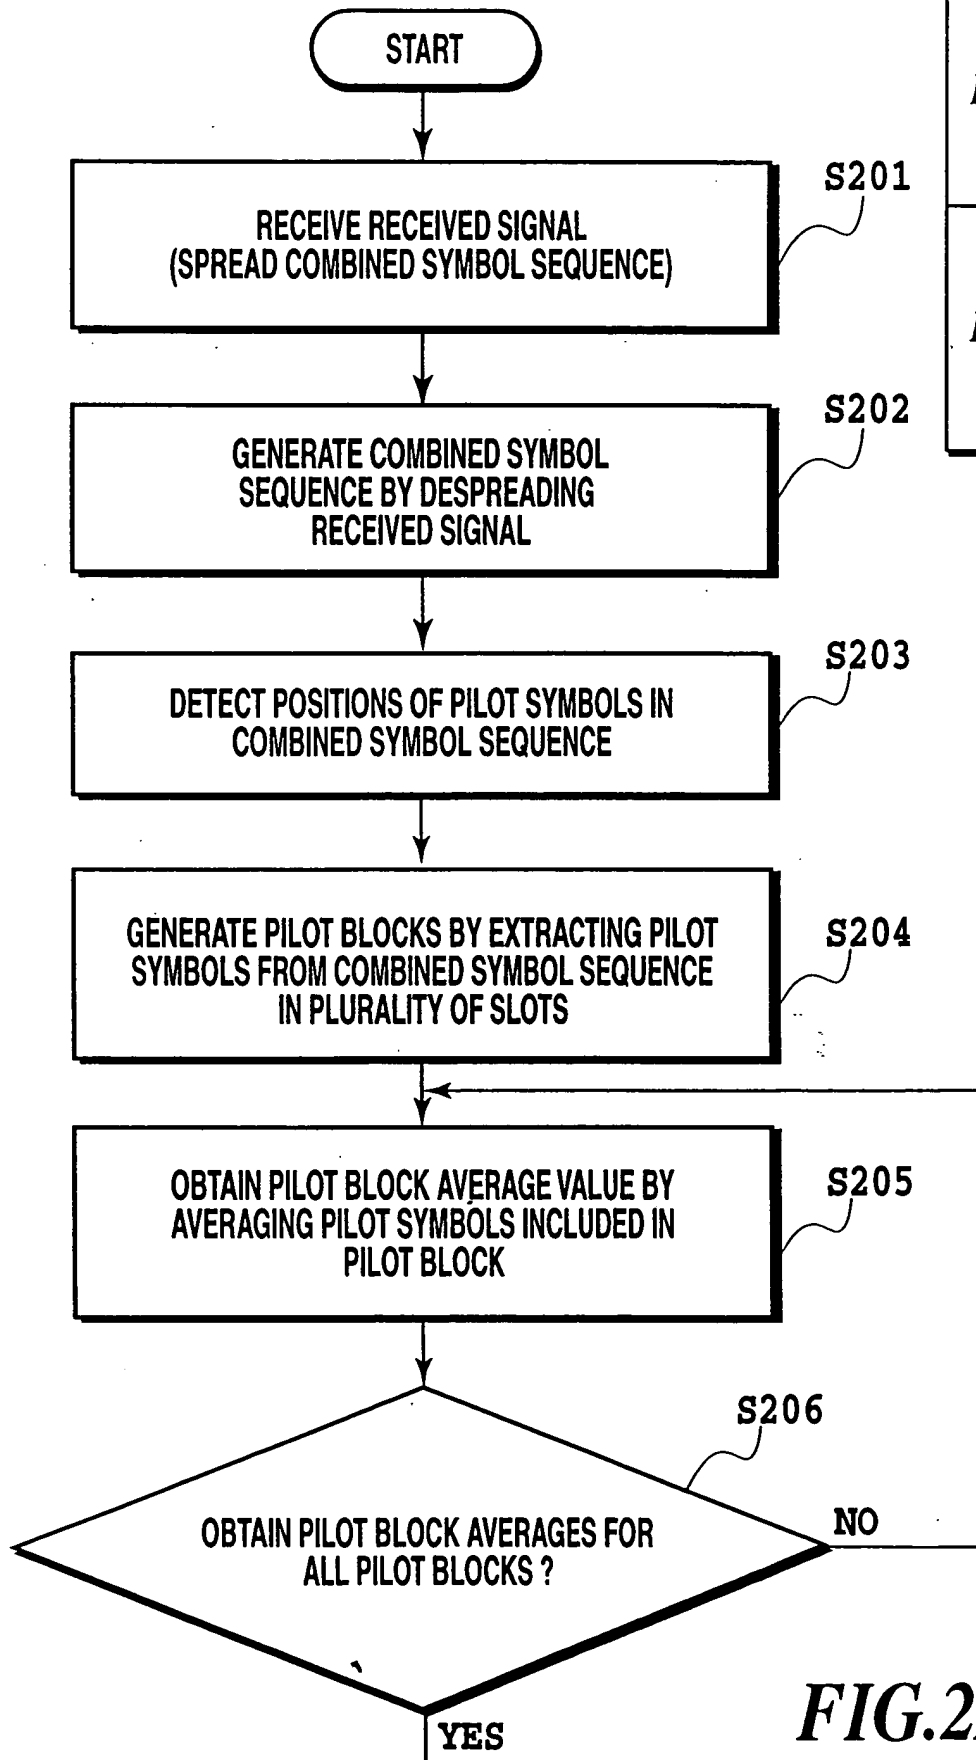 START
S201
RECEIVE RECEIVED SIGNAL
(SPREAD COMBINED SYMBOL SEQUENCE)
S202
GENERATE COMBINED SYMBOL
SEQUENCE BY DESPREADING
RECEIVED SIGNAL
S203
DETECT POSITIONS OF PILOT SYMBOLS IN
COMBINED SYMBOL SEQUENCE
S204
GENERATE PILOT BLOCKS BY EXTRACTING PILOT
SYMBOLS FROM COMBINED SYMBOL SEQUENCE
IN PLURALITY OF SLOTS
S205
OBTAIN PILOT BLOCK AVERAGE VALUE BY
AVERAGING PILOT SYMBOLS INCLUDED IN
PILOT BLOCK
S206
OBTAIN PILOT BLOCK AVERAGES FOR
ALL PILOT BLOCKS ?
NO
YES
FIG.2